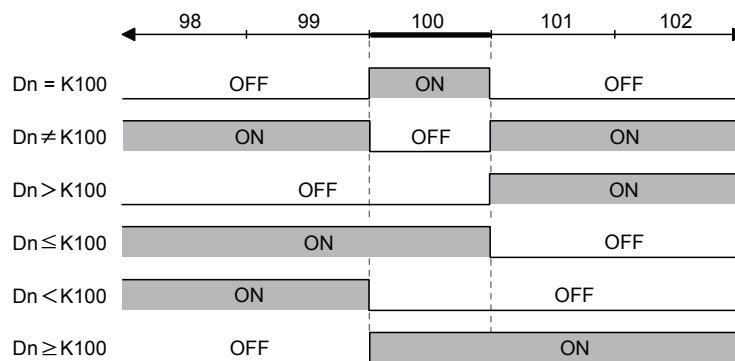 98 99 100 101 102
Dn = K100 OFF ON OFF
Dn≠K100 ON OFF ON
Dn>K100 OFF ON
Dn≤K100 ON OFF
Dn<K100 ON OFF
Dn≥K100 OFF ON